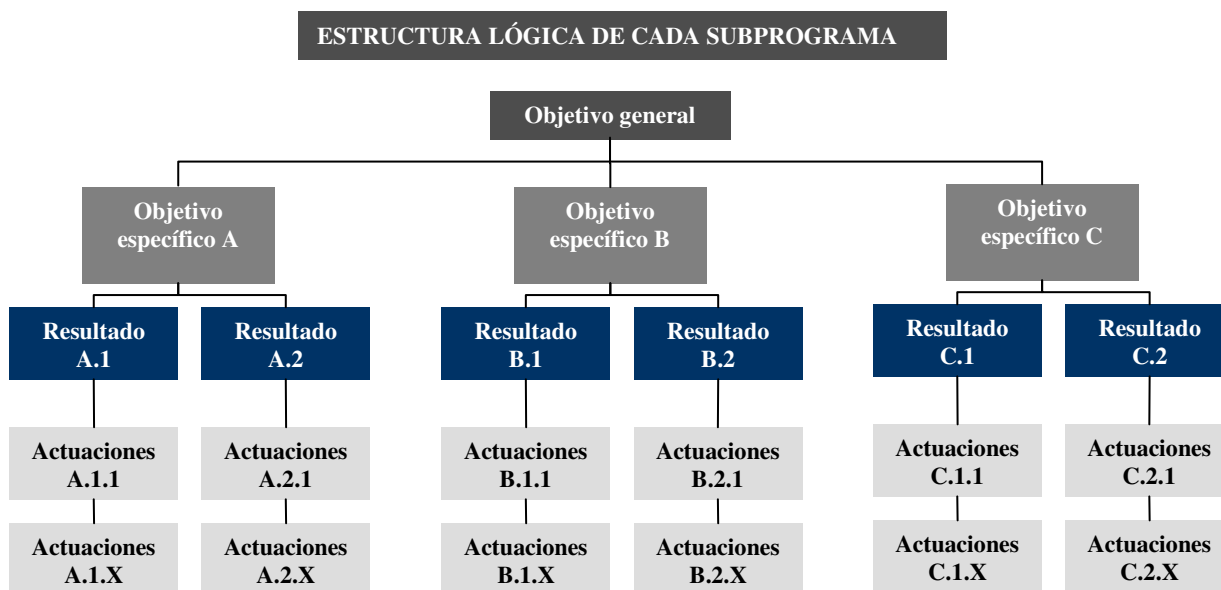 ESTRUCTURA LÓGICA DE CADA SUBPROGRAMA
Objetivo general
Objetivo
específico A
Objetivo
específico B
Objetivo
específico C
Resultado
A.1
Resultado
A.2
Resultado
B.1
Resultado
B.2
Resultado
C.1
Resultado
C.2
Actuaciones
A.1.1
Actuaciones
A.2.1
Actuaciones
B.1.1
Actuaciones
B.2.1
Actuaciones
C.1.1
Actuaciones
C.2.1
Actuaciones
A.1.X
Actuaciones
A.2.X
Actuaciones
B.1.X
Actuaciones
B.2.X
Actuaciones
C.1.X
Actuaciones
C.2.X